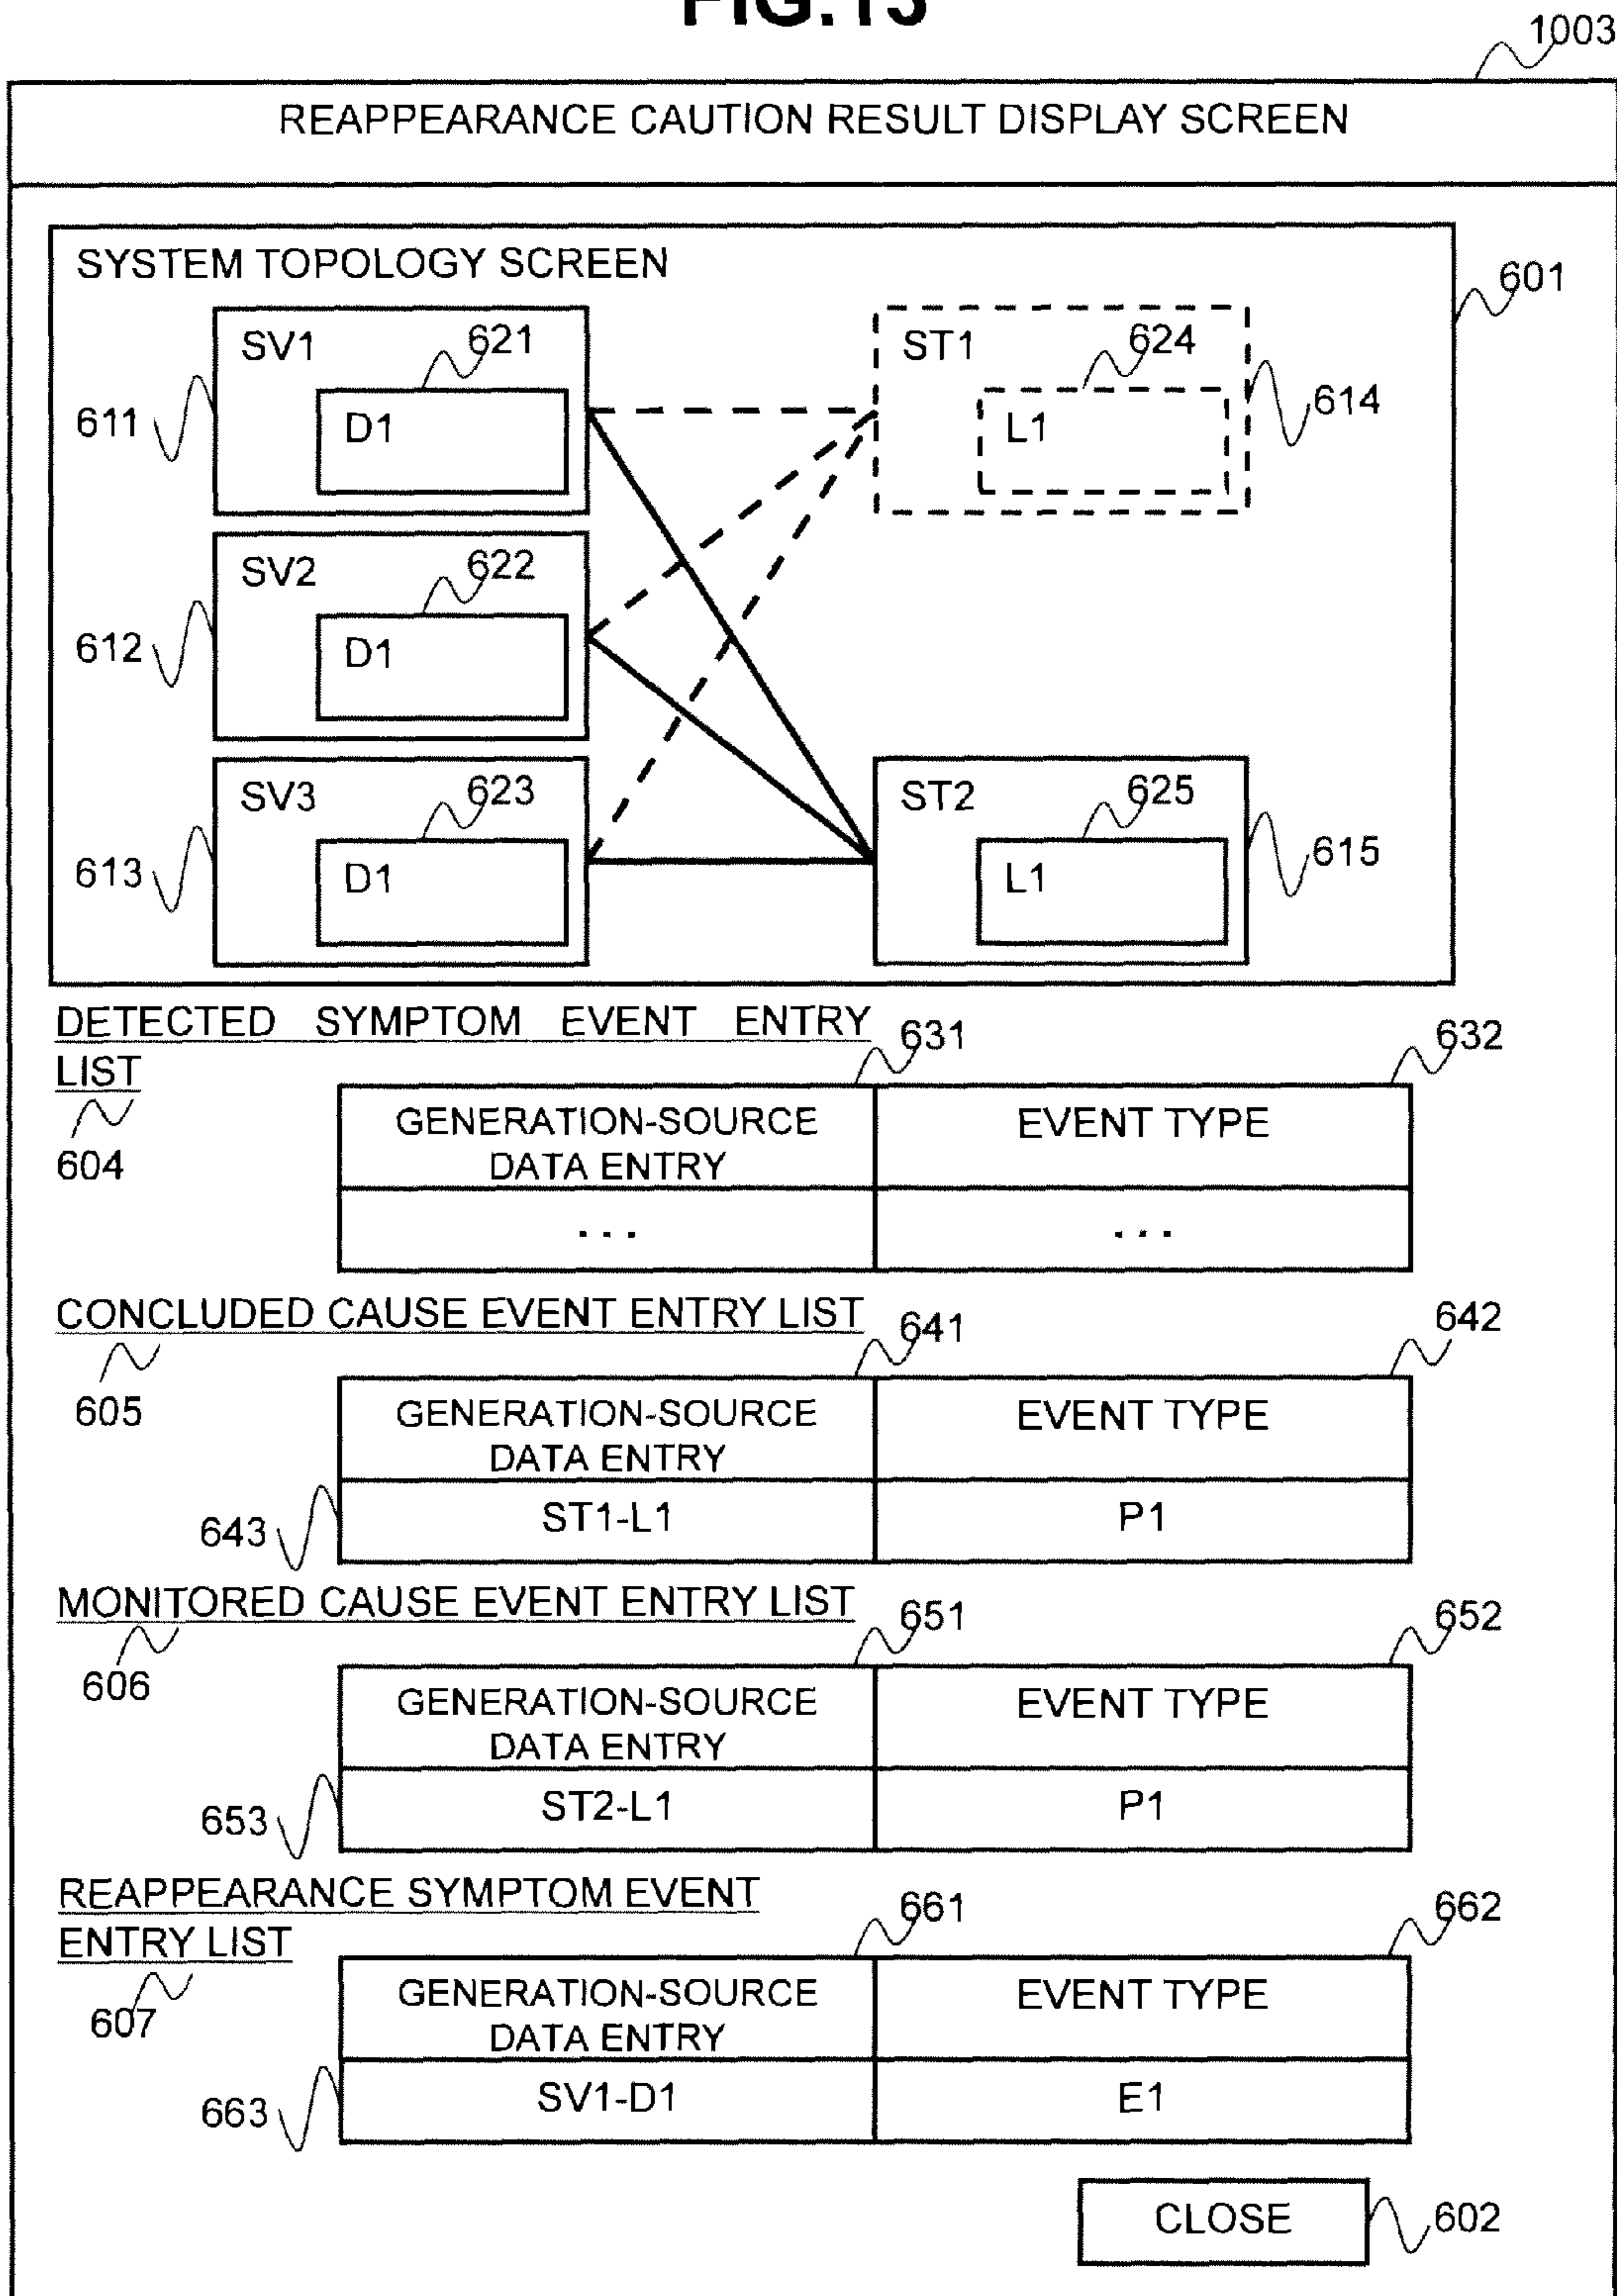 FIG.13
1003
REAPPEARANCE CAUTION RESULT DISPLAY SCREEN
SYSTEM TOPOLOGY SCREEN
601
SV1
621
D1
611
ST1
624
L1
614
SV2
622
D1
612
SV3
623
D1
613
ST2
625
L1
615
DETECTED SYMPTOM EVENT ENTRY
LIST
604
631
632
GENERATION-SOURCE
DATA ENTRY
EVENT TYPE
...
...
CONCLUDED CAUSE EVENT ENTRY LIST
605
641
642
GENERATION-SOURCE
DATA ENTRY
EVENT TYPE
643
ST1-L1
P1
MONITORED CAUSE EVENT ENTRY LIST
606
651
652
GENERATION-SOURCE
DATA ENTRY
EVENT TYPE
653
ST2-L1
P1
REAPPEARANCE SYMPTOM EVENT
ENTRY LIST
607
661
662
GENERATION-SOURCE
DATA ENTRY
EVENT TYPE
663
SV1-D1
E1
CLOSE
602